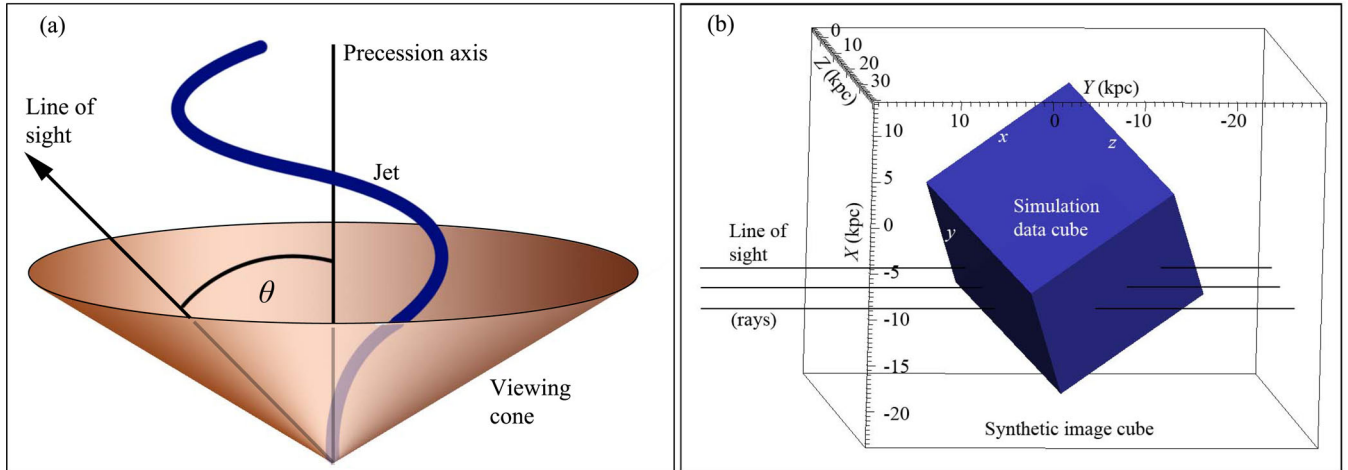 (a)
Precession axis
Line of
sight
Jet
θ
Viewing
cone
(b)
0
10
20
30
Z (kpc)
Y (kpc)
10
0
-10
-20
x
z
10
5
0
-5
-10
-15
-20
X (kpc)
Simulation
data cube
y
Line of
sight
(rays)
Synthetic image cube